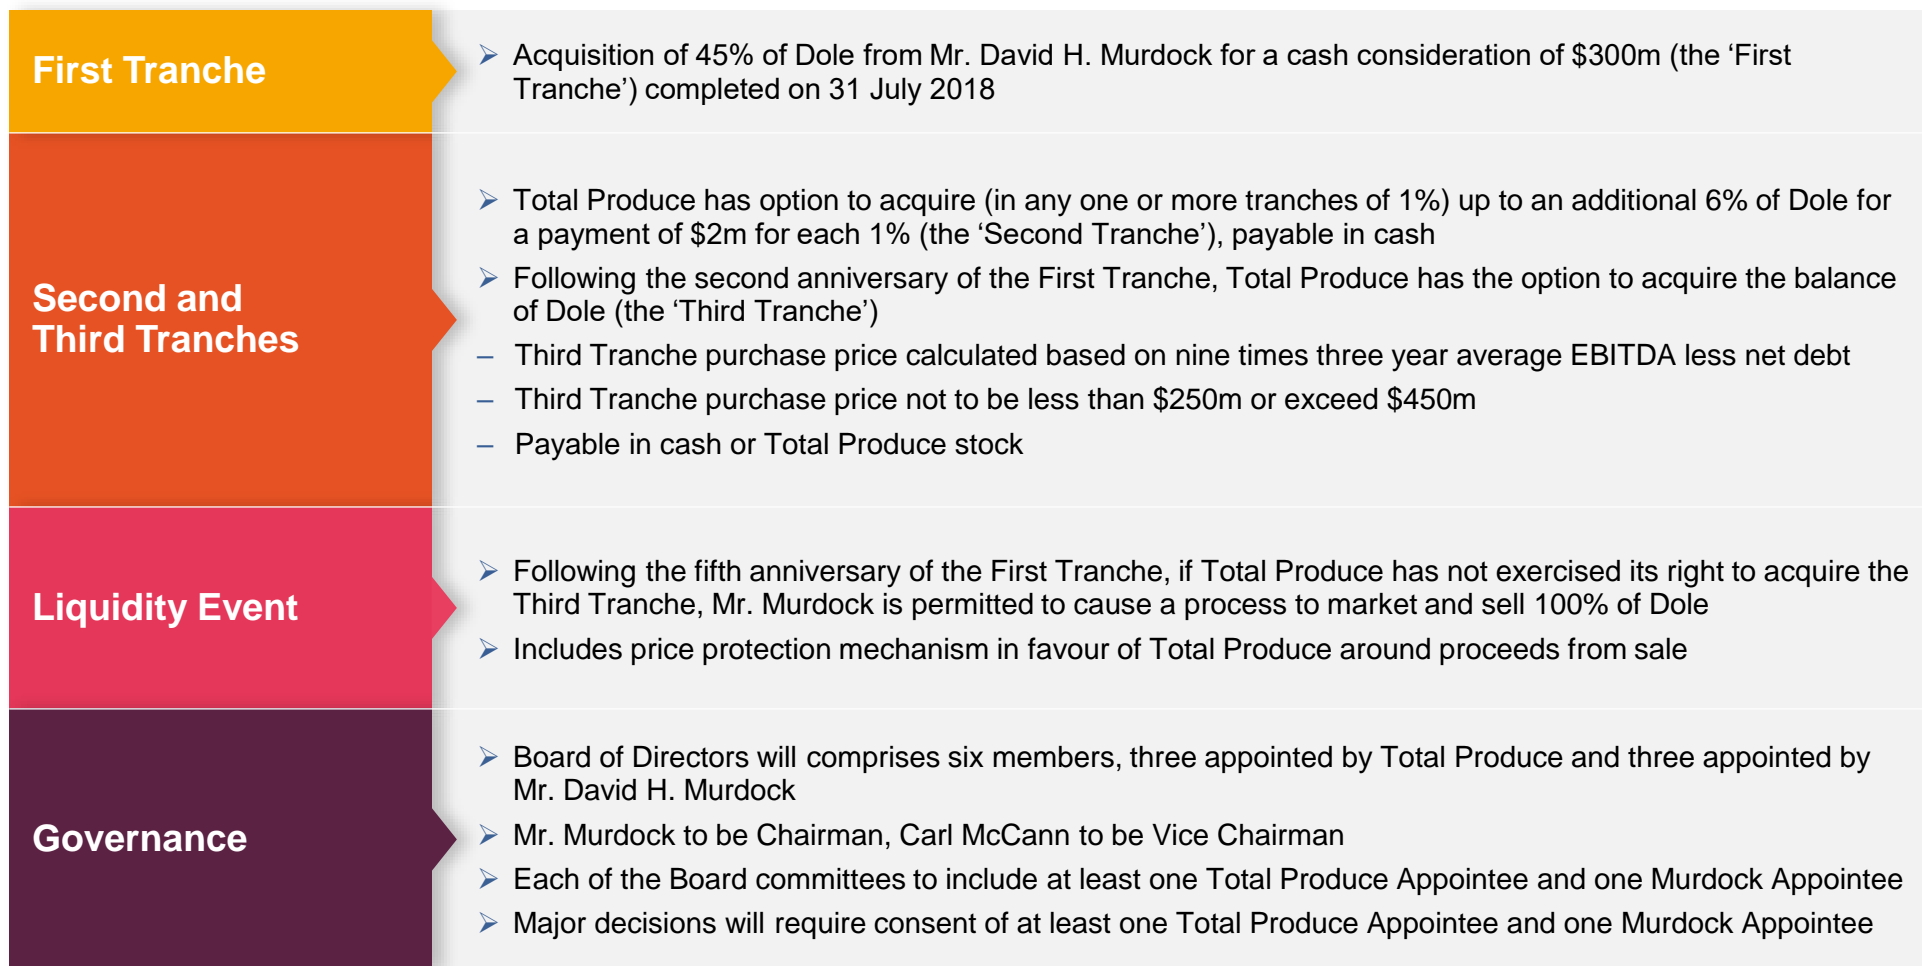 First Tranche
➢ Acquisition of 45% of Dole from Mr. David H. Murdock for a cash consideration of $300m (the ‘First
Tranche’) completed on 31 July 2018
Second and
Third Tranches
➢ Total Produce has option to acquire (in any one or more tranches of 1%) up to an additional 6% of Dole for
a payment of $2m for each 1% (the ‘Second Tranche’), payable in cash
➢ Following the second anniversary of the First Tranche, Total Produce has the option to acquire the balance
of Dole (the ‘Third Tranche’)
– Third Tranche purchase price calculated based on nine times three year average EBITDA less net debt
– Third Tranche purchase price not to be less than $250m or exceed $450m
– Payable in cash or Total Produce stock
Liquidity Event
➢ Following the fifth anniversary of the First Tranche, if Total Produce has not exercised its right to acquire the
Third Tranche, Mr. Murdock is permitted to cause a process to market and sell 100% of Dole
➢ Includes price protection mechanism in favour of Total Produce around proceeds from sale
Governance
➢ Board of Directors will comprises six members, three appointed by Total Produce and three appointed by
Mr. David H. Murdock
➢ Mr. Murdock to be Chairman, Carl McCann to be Vice Chairman
➢ Each of the Board committees to include at least one Total Produce Appointee and one Murdock Appointee
➢ Major decisions will require consent of at least one Total Produce Appointee and one Murdock Appointee